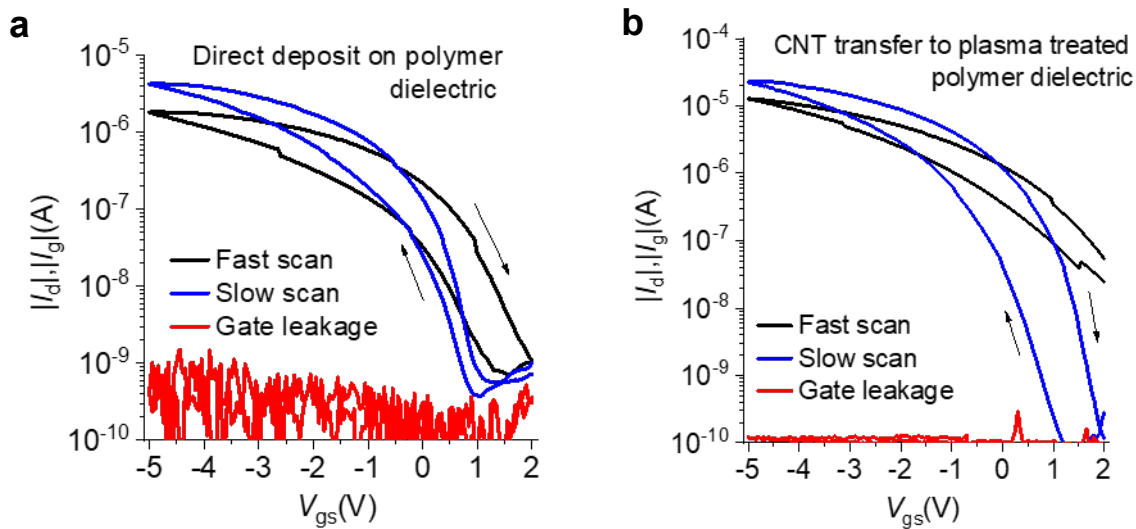 a
Direct deposit on polymer
dielectric
10⁻⁵
10⁻⁶
10⁻⁷
10⁻⁸
10⁻⁹
10⁻¹⁰
|I_d|,|I_g|(A)
Fast scan
Slow scan
Gate leakage
-5 -4 -3 -2 -1 0 1 2
V_gs(V)
b
CNT transfer to plasma treated
polymer dielectric
10⁻⁴
10⁻⁵
10⁻⁶
10⁻⁷
10⁻⁸
10⁻⁹
10⁻¹⁰
|I_d|,|I_g|(A)
Fast scan
Slow scan
Gate leakage
-5 -4 -3 -2 -1 0 1 2
V_gs(V)